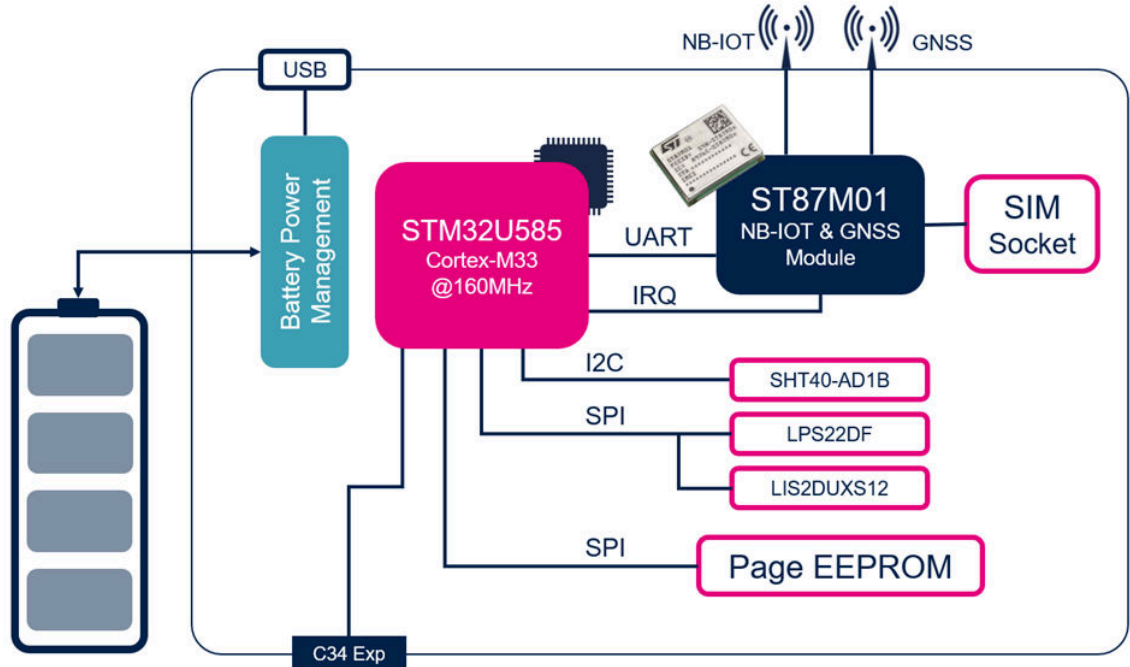 NB-IOT
GNSS
USB
Battery Power
Management
STM32U585
Cortex-M33
@160MHz
ST87M01
NB-IOT & GNSS
Module
SIM
Socket
UART
IRQ
I2C
SHT40-AD1B
SPI
LPS22DF
LIS2DUXS12
SPI
Page EEPROM
C34 Exp